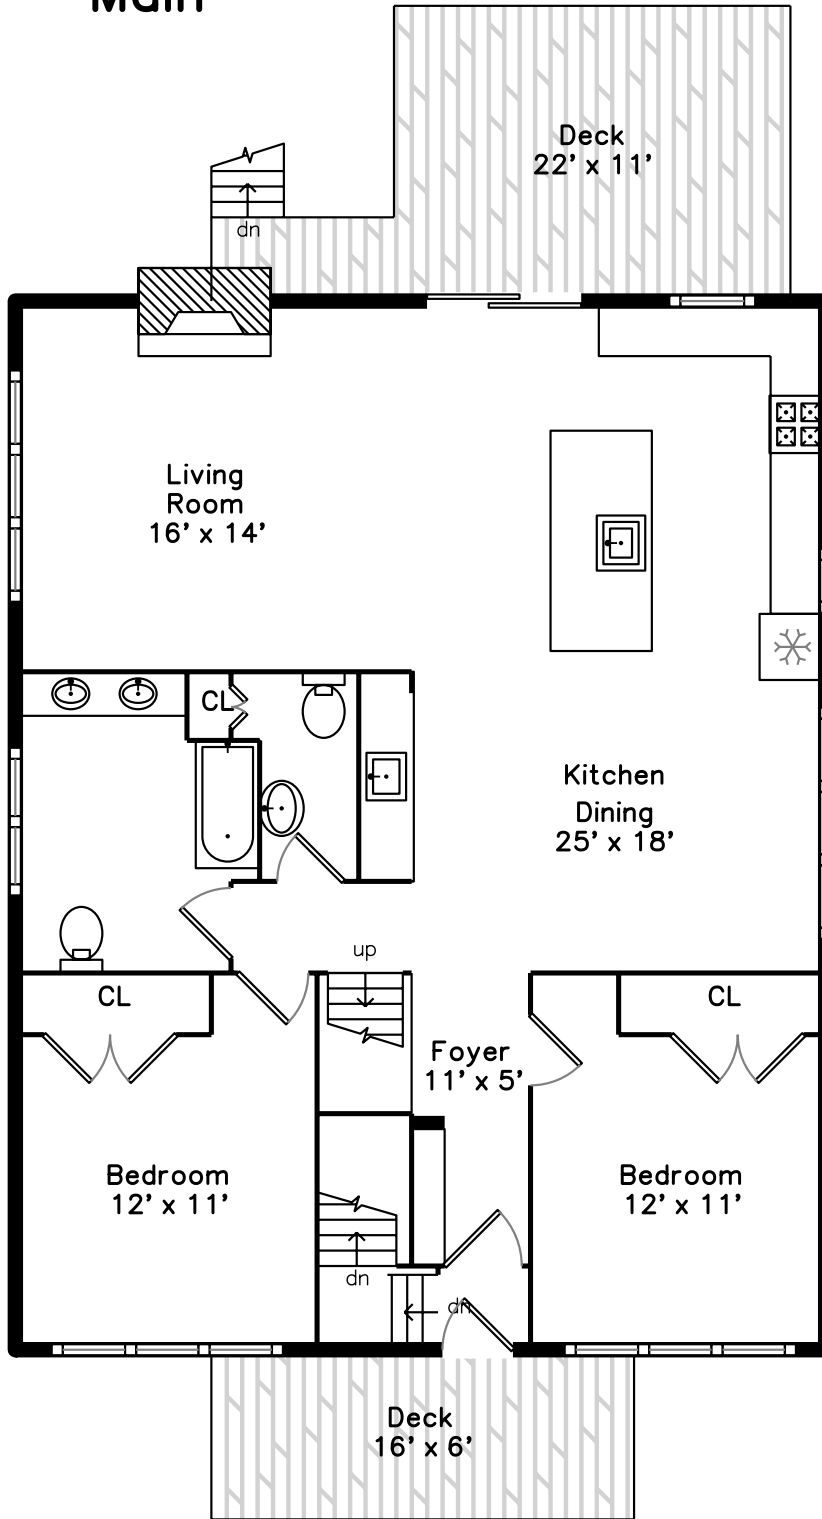 Main
Deck
22' x 11'
dn
Living
Room
16' x 14'
CL
Kitchen
Dining
25' x 18'
up
CL
CL
Foyer
11' x 5'
Bedroom
12' x 11'
Bedroom
12' x 11'
dn
dn
Deck
16' x 6'